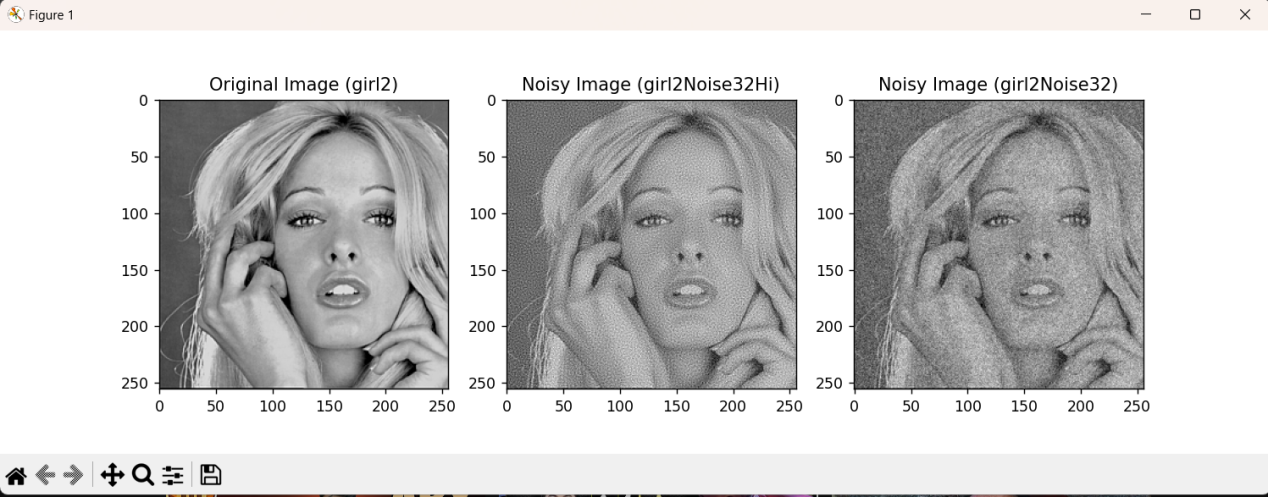 Figure 1
Original Image (girl2) Noisy Image (girl2Noise32Hi) Noisy Image (girl2Noise32)
0 0 0
50 50 50
100 100 100
150 150 150
200 200 200
250 250 250
0 50 100 150 200 250 0 50 100 150 200 250 0 50 100 150 200 250